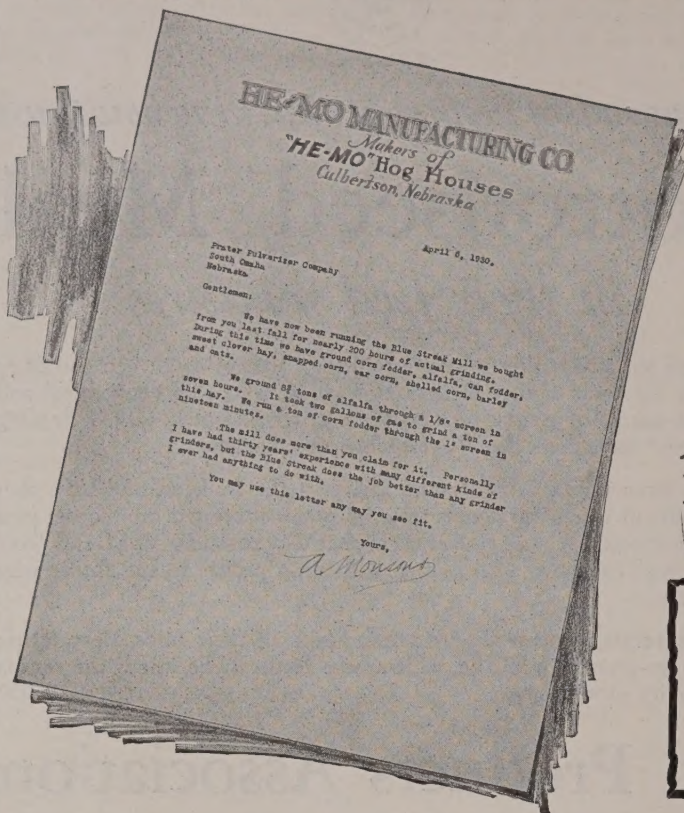 HE-MO MANUFACTURING CO.
Makers of
"HE-MO" Hog Houses
Culbertson, Nebraska
April 6, 1930.
Prater Pulvarizer Company
South Omaha
Nebraska
Gentlemen:
We have now been running the Blue Streak Mill we bought
from you last fall for nearly 200 hours of actual grinding.
During this time we have ground corn fodder, alfalfa, can fodder,
sweet clover hay, snapped corn, ear corn, shelled corn, barley
and oats.
We ground tons of alfalfa through a 1/8" screen in
seven hours. It took two gallons of gas to grind a ton of
this hay. We run a ton of corn fodder through the 1" screen in
nineteen minutes.
The mill does more than you claim for it. Personally
I have had thirty years' experience with many different kinds of
grinders, but the Blue Streak does the job better than any grinder
I ever had anything to do with.
You may use this letter any way you see fit.
Yours,